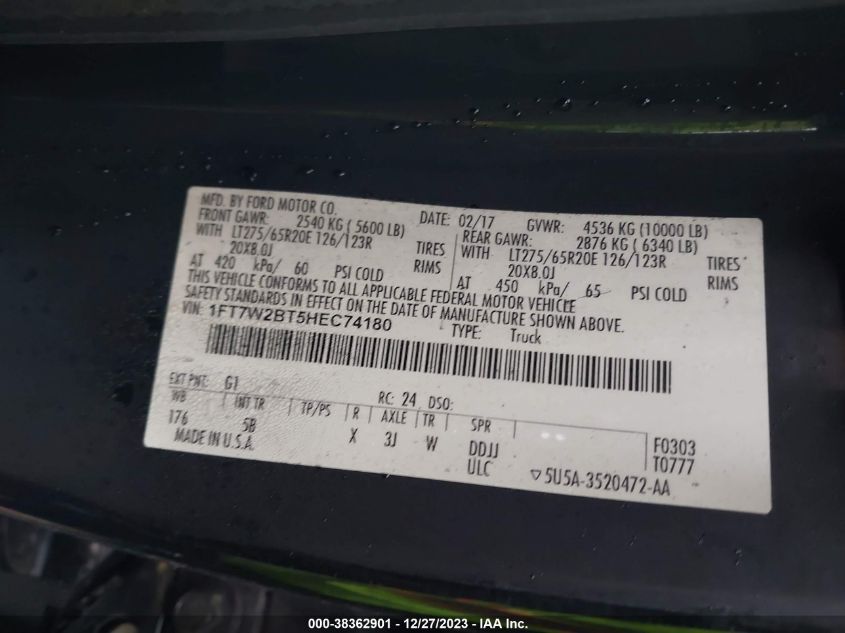 MFD. BY FORD MOTOR CO.
DATE: 02/17 GVWR: 4536 KG (10000 LB)
FRONT GAWR: 2540 KG ( 5600 LB) REAR GAWR: 2876 KG ( 6340 LB)
WITH LT275/65R20E 126/123R TIRES WITH LT275/65R20E 126/123R TIRES
20X8.0J RIMS 20X8.0J RIMS
AT 420 kPa/ 60 PSI COLD AT 450 kPa/ 65 PSI COLD
THIS VEHICLE CONFORMS TO ALL APPLICABLE FEDERAL MOTOR VEHICLE
SAFETY STANDARDS IN EFFECT ON THE DATE OF MANUFACTURE SHOWN ABOVE.
VIN: 1FT7W2BT5HEC74180 TYPE: Truck
EXT PNT: G1 RC: 24 DSO:
WB INT TR TP/PS R AXLE TR SPR
176 5B X 3J W DDJJ F0303
MADE IN U.S.A. ULC T0777
▽5U5A-3520472-AA
000-38362901 - 12/27/2023 - IAA Inc.